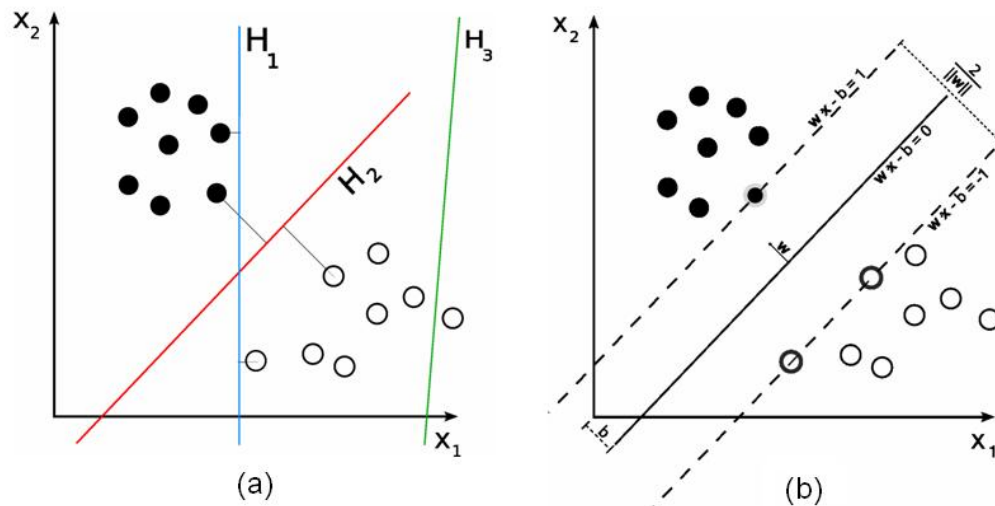 x₂
H₁
H₃
H₂
x₁
(a)
x₂
w·x - b = 1
2
||w||
w·x - b = 0
w·x - b = -1
w
b
x₁
(b)